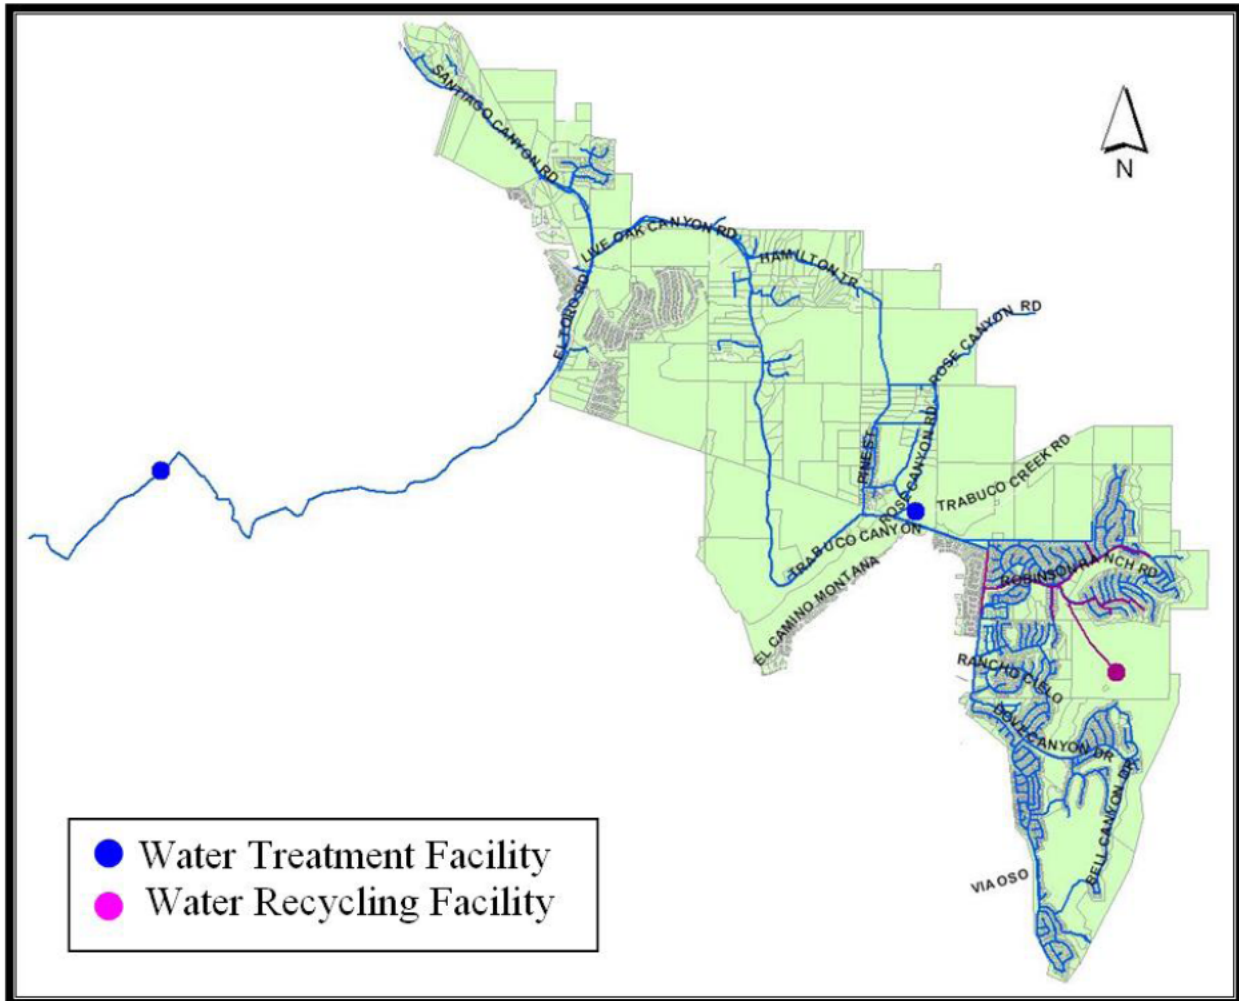 SANTIAGO CANYON RD
N
LIVE OAK CANYON RD
HAMILTON TR
EL TORO RD
ROSE CANYON RD
ROSE CANYON RD
PINE ST
TRABUCO CREEK RD
TRABUCO CANYON
ROBINSON RANCH RD
EL CAMINO MONTANA
RANCHO CIELO
DOVE CANYON DR
BELL CANYON DR
VIA OSO
Water Treatment Facility
Water Recycling Facility